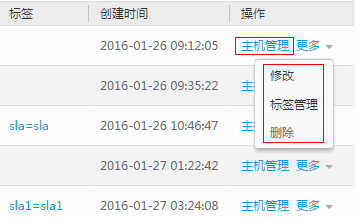 标签 创建时间 操作
2016-01-26 09:12:05 主机管理 更多
2016-01-26 09:35:22 主
修改
标签管理
删除
sla=sla 2016-01-26 10:46:47 主
2016-01-27 01:22:42 主机管理 更多
sla1=sla1 2016-01-27 03:24:08 主机管理 更多